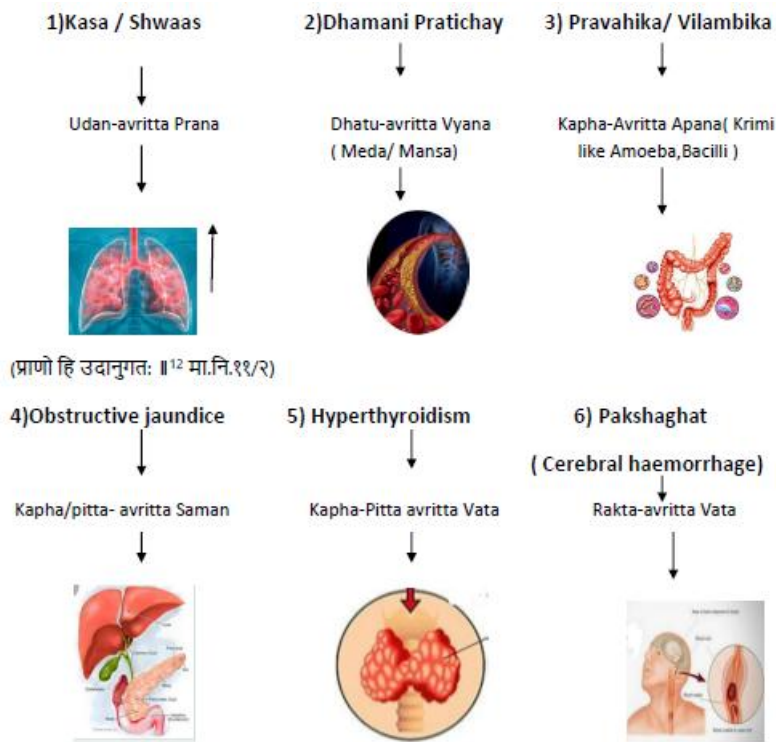 1)Kasa / Shwaas
2)Dhamani Pratichay
3) Pravahika/ Vilambika
Udan-avritta Prana
Dhatu-avritta Vyana
( Meda/ Mansa)
Kapha-Avritta Apana( Krimi
like Amoeba,Bacilli )
(प्राणो हि उदानुगत: ॥¹² मा.नि.११/२)
4)Obstructive jaundice
5) Hyperthyroidism
6) Pakshaghat
( Cerebral haemorrhage)
Kapha/pitta- avritta Saman
Kapha-Pitta avritta Vata
Rakta-avritta Vata